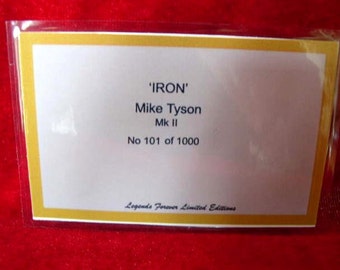 'IRON'
Mike Tyson
Mk II
No 101 of 1000
Legends Forever Limited Editions